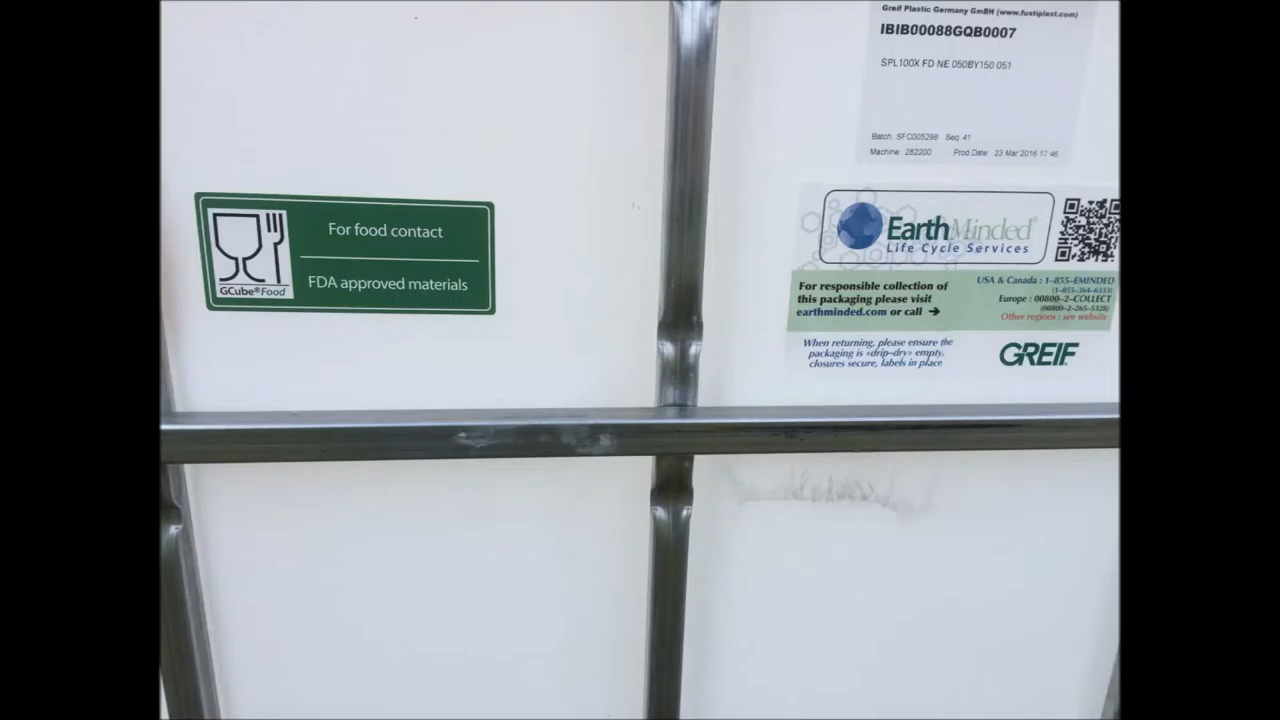 Greif Plastic Germany GmBH (www.fustiplast.com)
IBIB00088GQB0007
SPL100X FD NE 050BY150 051
Batch: SFC005298 Seq: 41
Machine: 282200 Prod Date: 23 Mar 2016 17:46
For food contact
FDA approved materials
GCube®Food
EarthMinded®
Life Cycle Services
For responsible collection of
this packaging please visit
earthminded.com or call →
USA & Canada : 1-855-EMINDED
(1-855-364-6333)
Europe : 00800-2-COLLECT
(00800-2-265-5328)
Other regions : see website
When returning, please ensure the
packaging is «drip-dry» empty,
closures secure, labels in place
GREIF